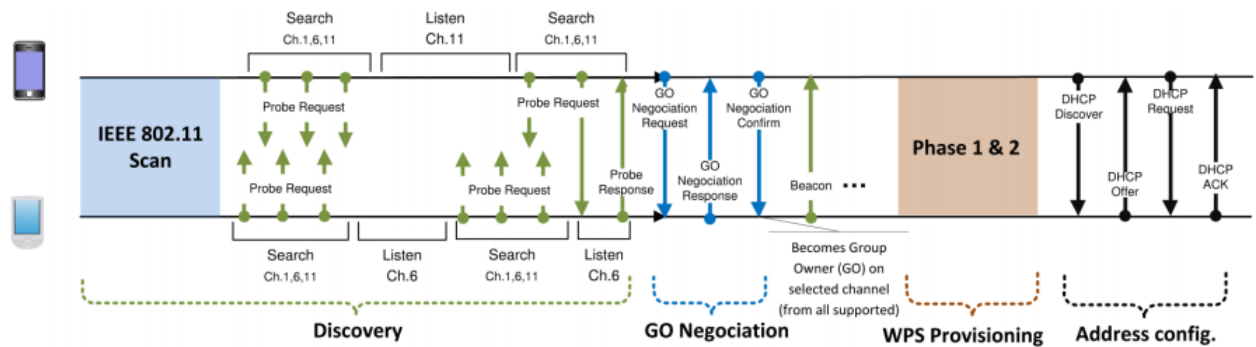 Search
Ch.1,6,11
Listen
Ch.11
Search
Ch.1,6,11
IEEE 802.11
Scan
Probe Request
Probe Request
Probe Request
Probe Request
Probe
Response
GO
Negociation
Request
GO
Negociation
Response
GO
Negociation
Confirm
Beacon
...
Phase 1 & 2
DHCP
Discover
DHCP
Offer
DHCP
Request
DHCP
ACK
Search
Ch.1,6,11
Listen
Ch.6
Search
Ch.1,6,11
Listen
Ch.6
Becomes Group
Owner (GO) on
selected channel
(from all supported)
Discovery
GO Negociation
WPS Provisioning
Address config.